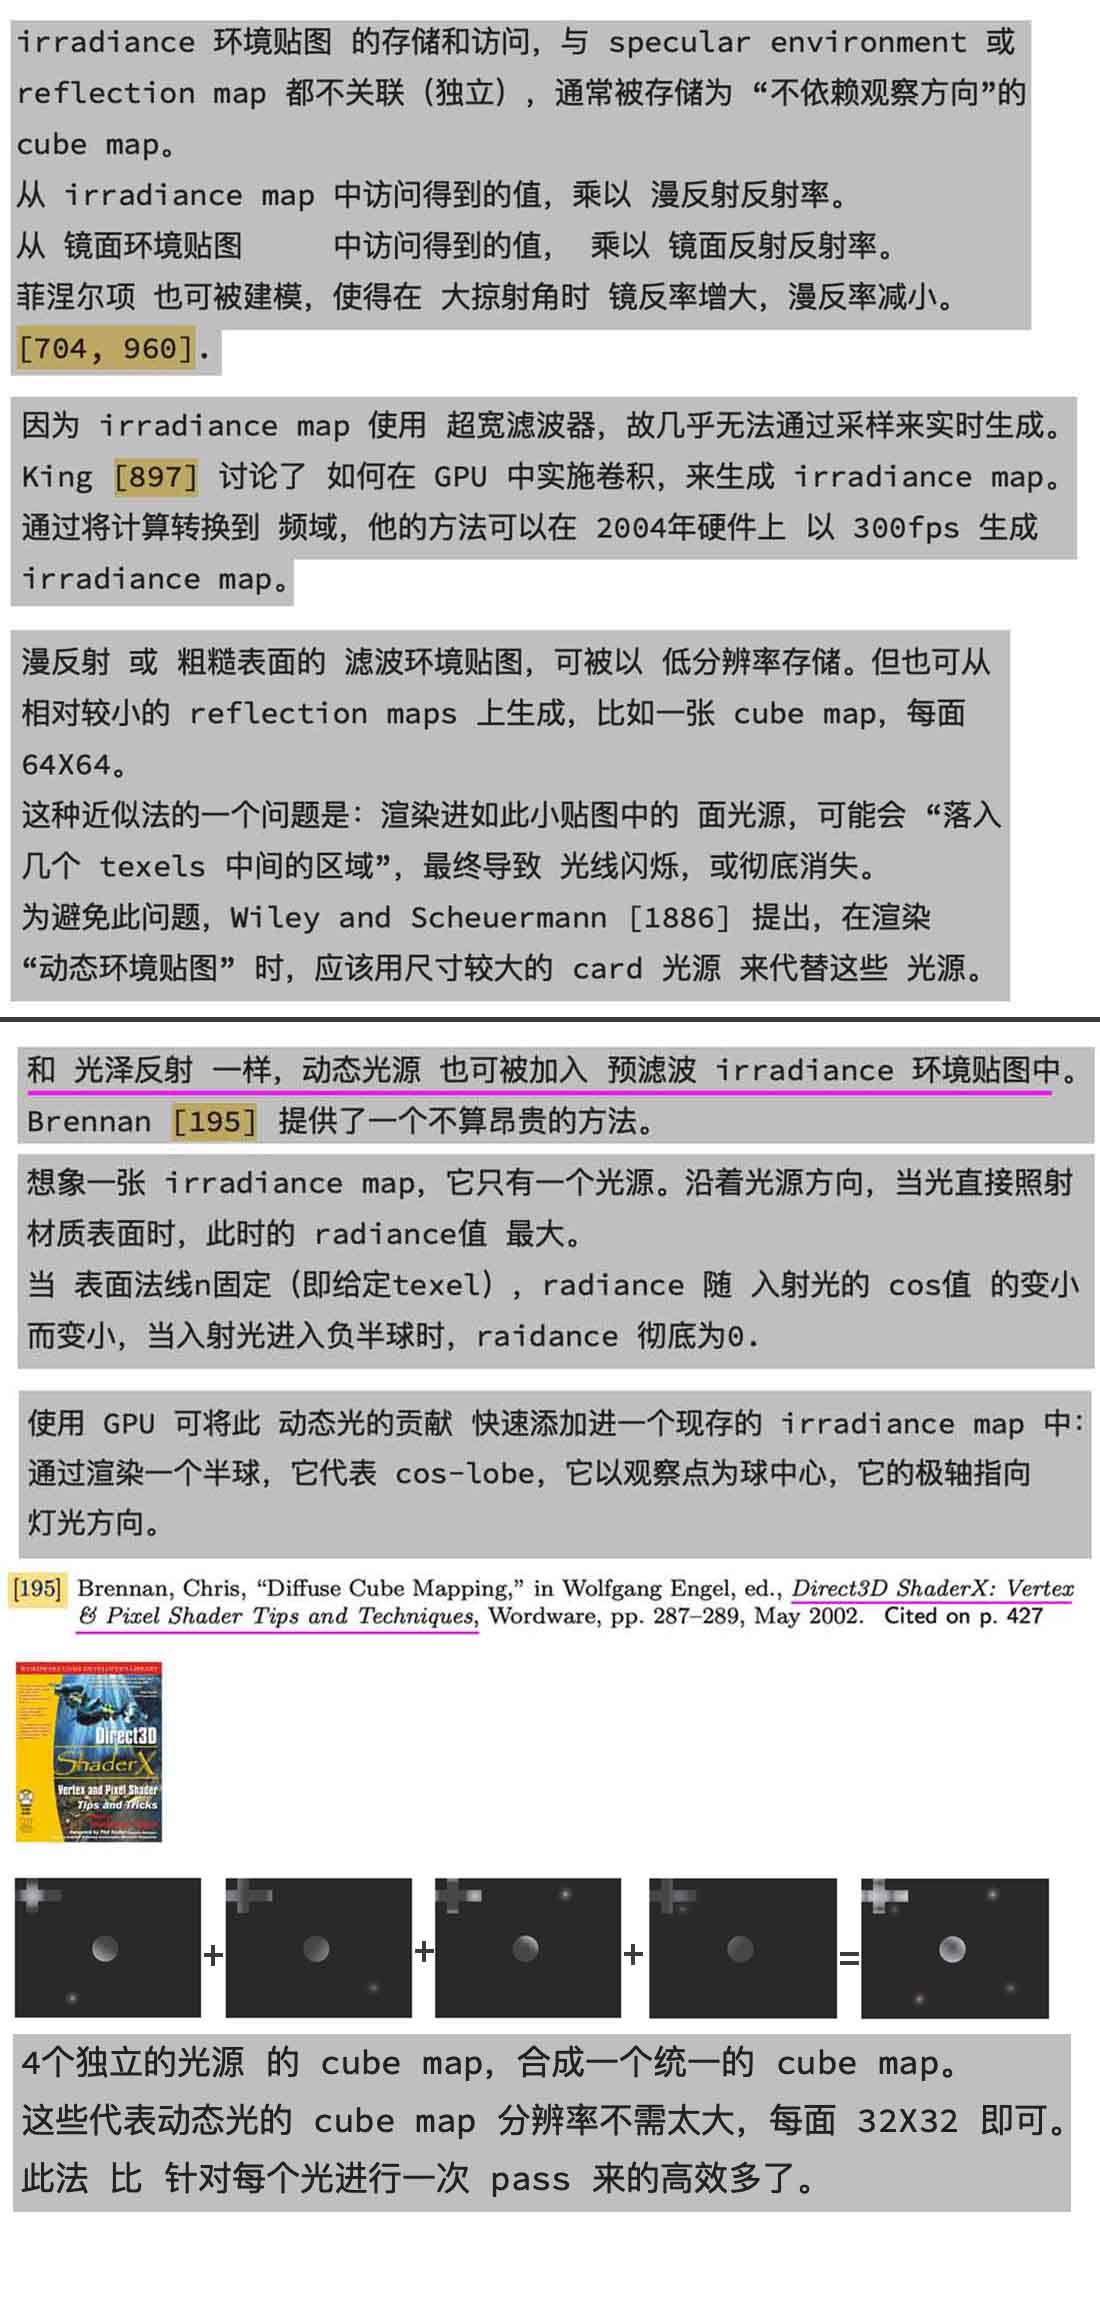 irradiance 环境贴图 的存储和访问，与 specular environment 或
reflection map 都不关联（独立），通常被存储为 “不依赖观察方向”的
cube map。
从 irradiance map 中访问得到的值，乘以 漫反射反射率。
从 镜面环境贴图 中访问得到的值， 乘以 镜面反射反射率。
菲涅尔项 也可被建模，使得在 大掠射角时 镜反率增大，漫反率减小。
[704, 960].
因为 irradiance map 使用 超宽滤波器，故几乎无法通过采样来实时生成。
King [897] 讨论了 如何在 GPU 中实施卷积，来生成 irradiance map。
通过将计算转换到 频域，他的方法可以在 2004年硬件上 以 300fps 生成
irradiance map。
漫反射 或 粗糙表面的 滤波环境贴图，可被以 低分辨率存储。但也可从
相对较小的 reflection maps 上生成，比如一张 cube map，每面
64X64。
这种近似法的一个问题是：渲染进如此小贴图中的 面光源，可能会 “落入
几个 texels 中间的区域”，最终导致 光线闪烁，或彻底消失。
为避免此问题，Wiley and Scheuermann [1886] 提出，在渲染
“动态环境贴图” 时，应该用尺寸较大的 card 光源 来代替这些 光源。
和 光泽反射 一样，动态光源 也可被加入 预滤波 irradiance 环境贴图中。
Brennan [195] 提供了一个不算昂贵的方法。
想象一张 irradiance map，它只有一个光源。沿着光源方向，当光直接照射
材质表面时，此时的 radiance值 最大。
当 表面法线n固定（即给定texel），radiance 随 入射光的 cos值 的变小
而变小，当入射光进入负半球时，raidance 彻底为0.
使用 GPU 可将此 动态光的贡献 快速添加进一个现存的 irradiance map 中：
通过渲染一个半球，它代表 cos-lobe，它以观察点为球中心，它的极轴指向
灯光方向。
[195] Brennan, Chris, “Diffuse Cube Mapping,” in Wolfgang Engel, ed., Direct3D ShaderX: Vertex
& Pixel Shader Tips and Techniques, Wordware, pp. 287–289, May 2002. Cited on p. 427
Direct3D
ShaderX
Vertex and Pixel Shader
Tips and Tricks
+ + + =
4个独立的光源 的 cube map，合成一个统一的 cube map。
这些代表动态光的 cube map 分辨率不需太大，每面 32X32 即可。
此法 比 针对每个光进行一次 pass 来的高效多了。